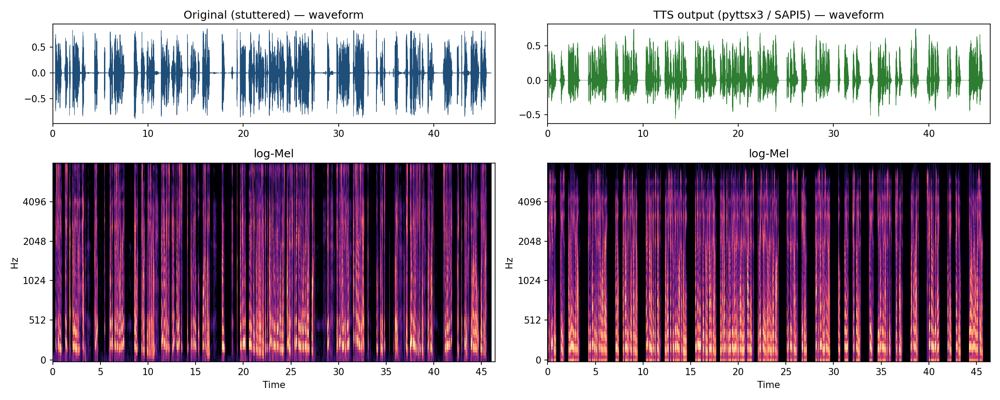 Original (stuttered) — waveform
0.5
0.0
−0.5
0 10 20 30 40
TTS output (pyttsx3 / SAPI5) — waveform
0.5
0.0
−0.5
0 10 20 30 40
log-Mel
Hz
4096
2048
1024
512
0
0 5 10 15 20 25 30 35 40 45
Time
log-Mel
Hz
4096
2048
1024
512
0
0 5 10 15 20 25 30 35 40 45
Time